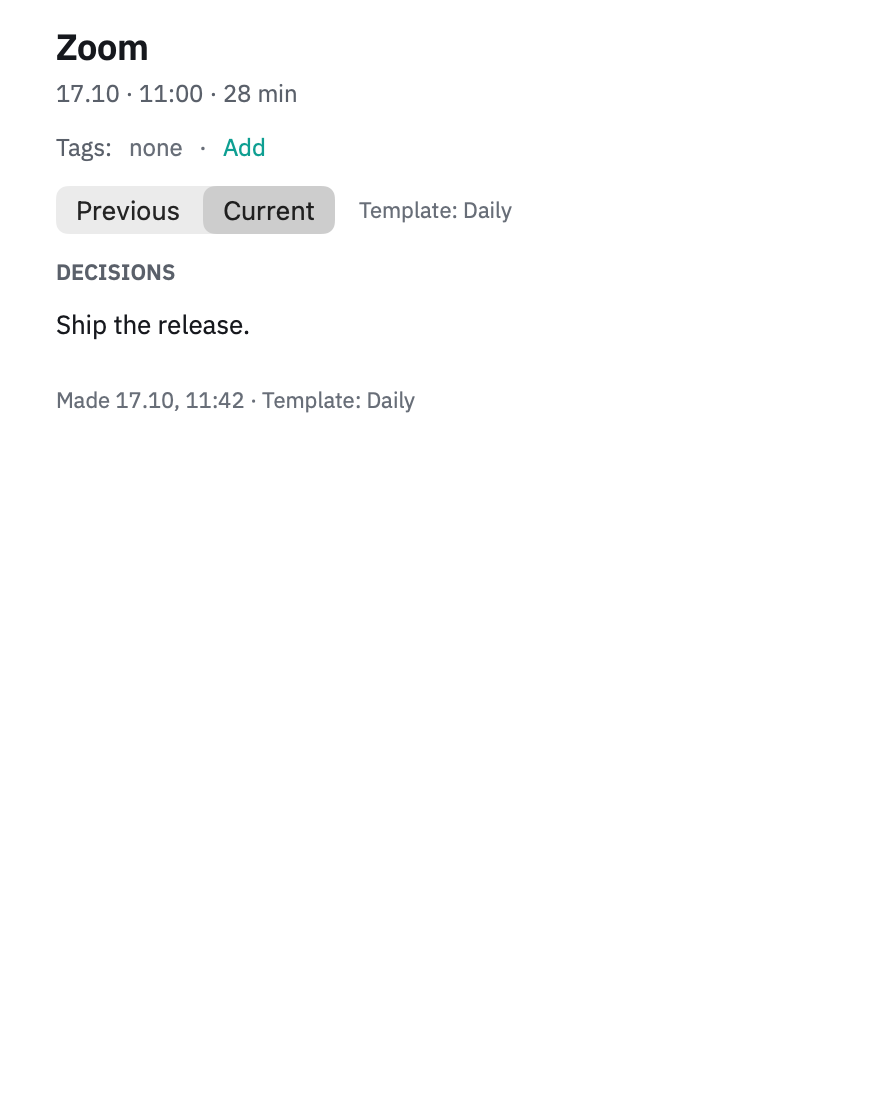 Zoom
17.10 · 11:00 · 28 min
Tags: none · Add
Previous Current Template: Daily
DECISIONS
Ship the release.
Made 17.10, 11:42 · Template: Daily